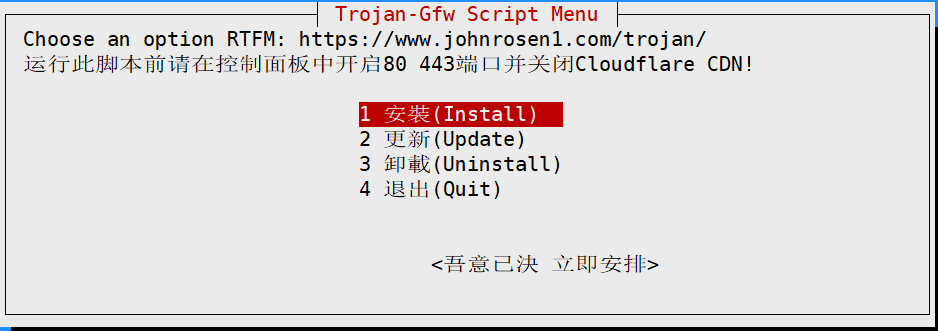 Trojan-Gfw Script Menu
Choose an option RTFM: https://www.johnrosen1.com/trojan/
运行此脚本前请在控制面板中开启80 443端口并关闭Cloudflare CDN!
1 安裝(Install)
2 更新(Update)
3 卸載(Uninstall)
4 退出(Quit)
<吾意已決 立即安排>